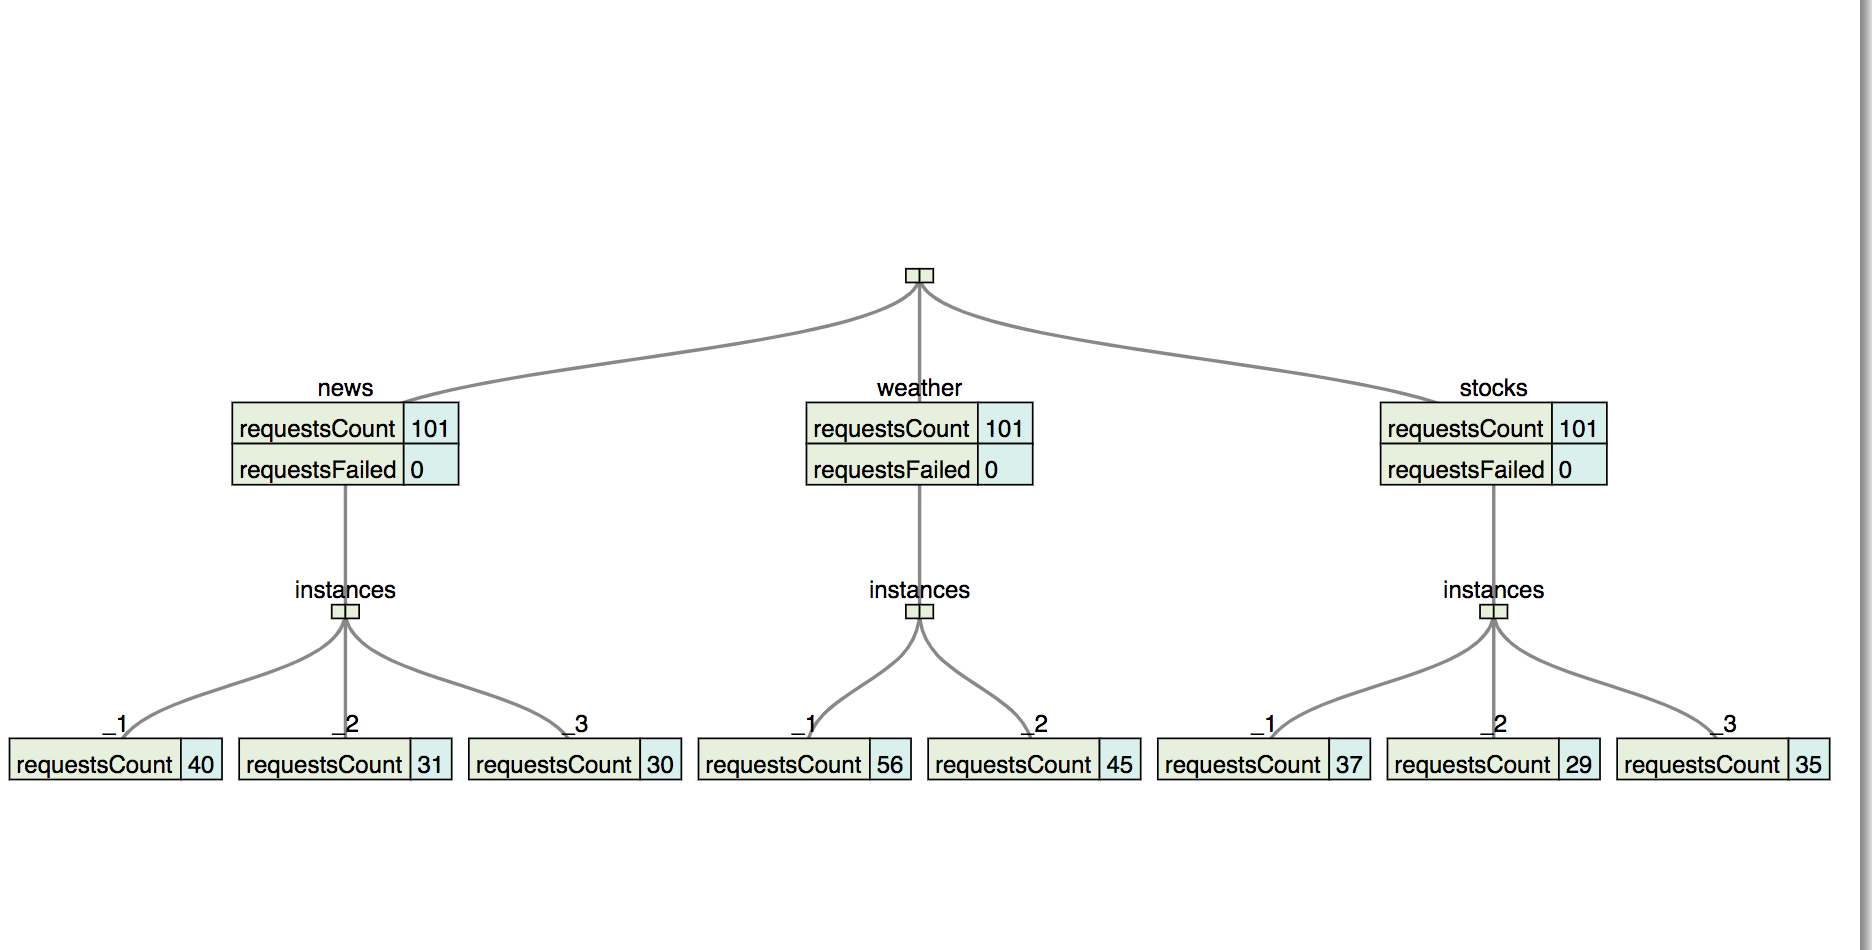 news
weather
stocks
requestsCount 101
requestsFailed 0
requestsCount 101
requestsFailed 0
requestsCount 101
requestsFailed 0
instances
instances
instances
_1
_2
_3
_1
_2
_1
_2
_3
requestsCount 40
requestsCount 31
requestsCount 30
requestsCount 56
requestsCount 45
requestsCount 37
requestsCount 29
requestsCount 35